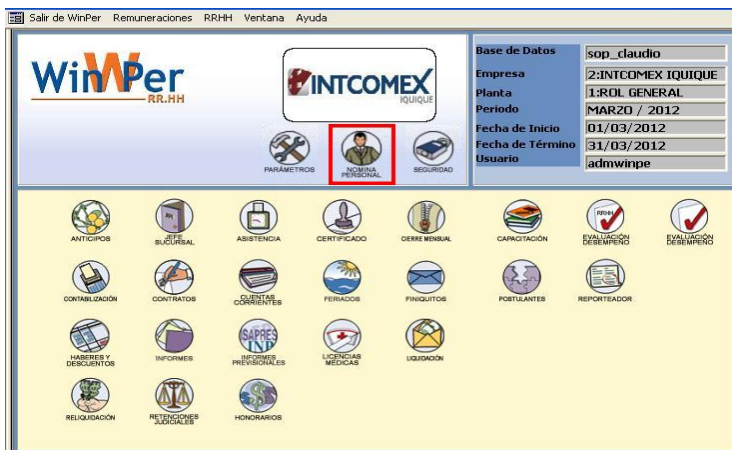 Salir de WinPer Remuneraciones RRHH Ventana Ayuda
WinPer
RR.HH
INTCOMEX
IQUIQUE
PARÁMETROS
NOMINA PERSONAL
SEGURIDAD
Base de Datos sop_claudio
Empresa 2:INTCOMEX IQUIQUE
Planta 1:ROL GENERAL
Periodo MARZO / 2012
Fecha de Inicio 01/03/2012
Fecha de Término 31/03/2012
Usuario admwinpe
ANTICIPOS
JEFE SUCURSAL
ASISTENCIA
CERTIFICADO
CIERRE MENSUAL
CAPACITACIÓN
RRHH
EVALUACIÓN DESEMPEÑO
EVALUACIÓN DESEMPEÑO
CONTABILIZACIÓN
CONTRATOS
CUENTAS CORRIENTES
FERIADOS
FINIQUITOS
POSTULANTES
REPORTEADOR
HABERES Y DESCUENTOS
INFORMES
ISAPRES
INP
INFORMES PREVISIONALES
LICENCIAS MÉDICAS
LIQUIDACIÓN
RELIQUIDACIÓN
RETENCIONES JUDICIALES
HONORARIOS